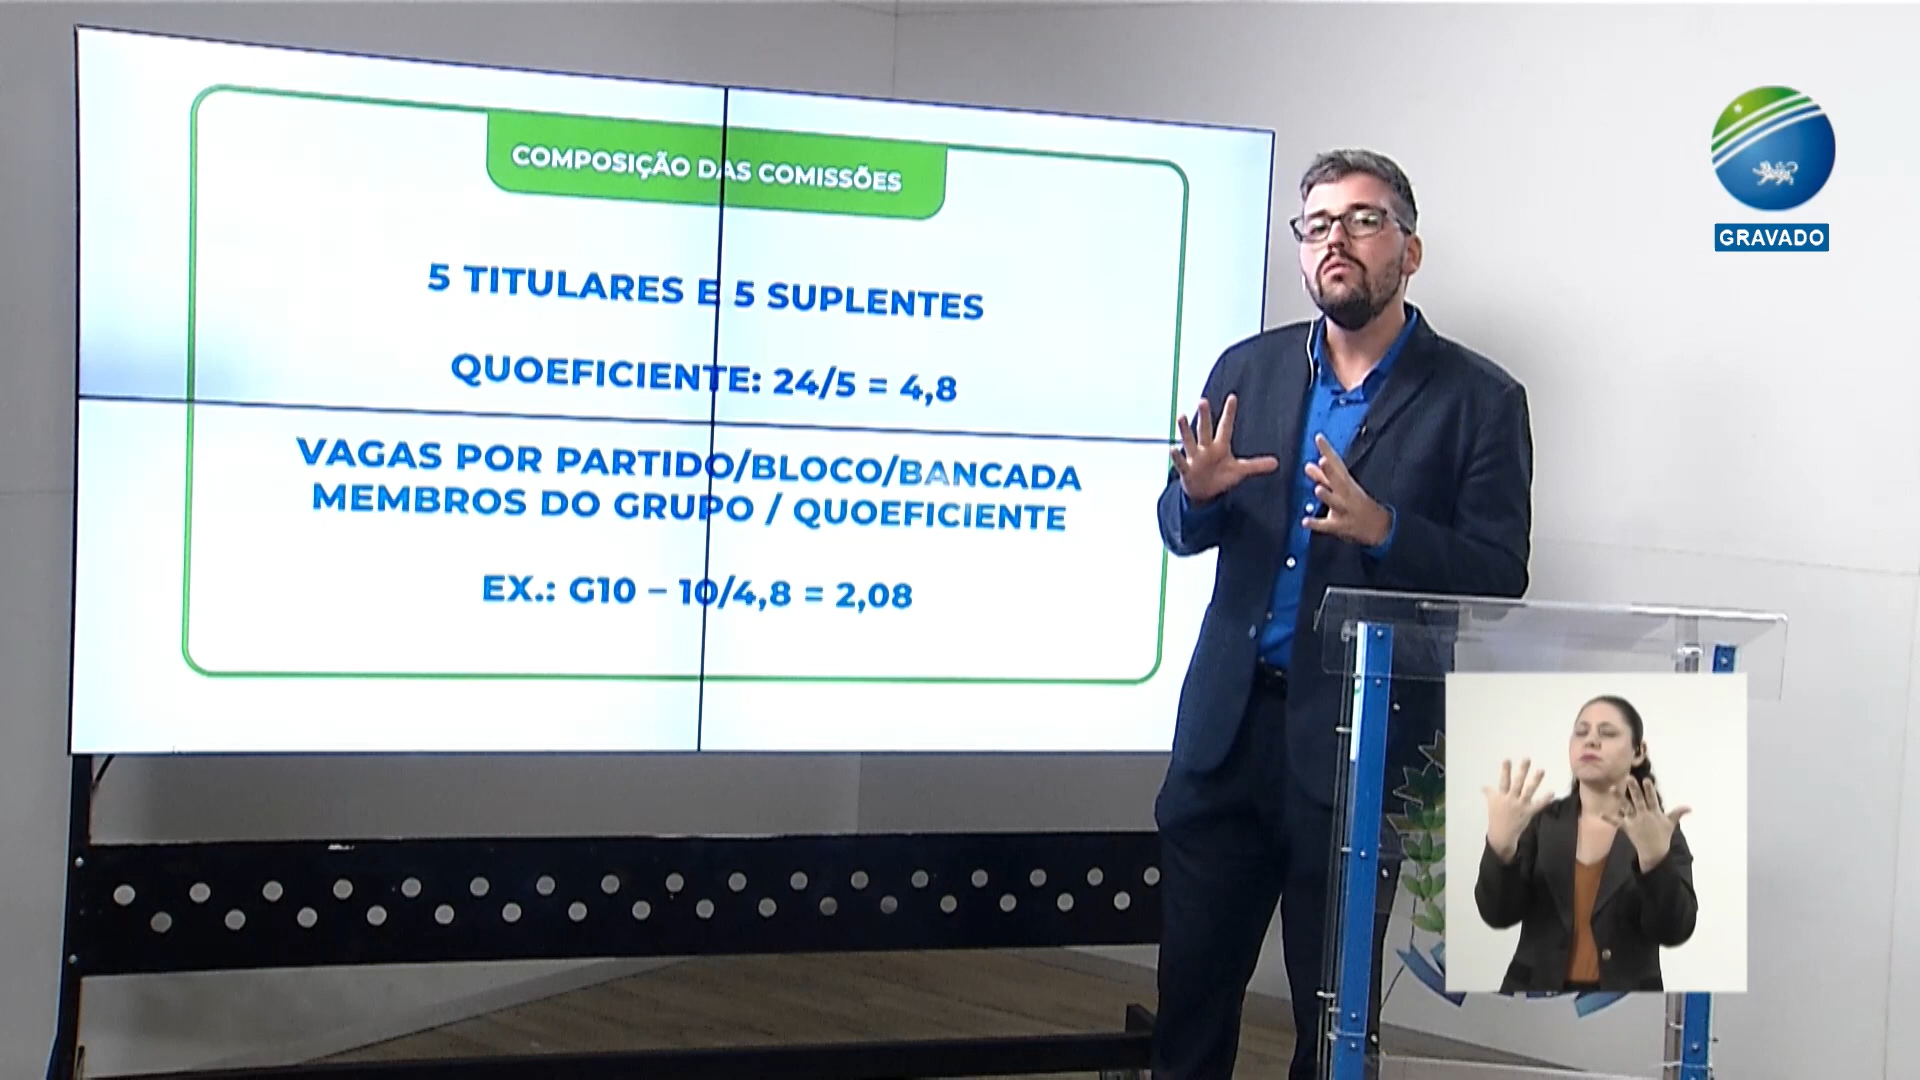 COMPOSIÇÃO DAS COMISSÕES
5 TITULARES E 5 SUPLENTES
QUOEFICIENTE: 24/5 = 4,8
VAGAS POR PARTIDO/BLOCO/BANCADA
MEMBROS DO GRUPO / QUOEFICIENTE
EX.: G10 – 10/4,8 = 2,08
GRAVADO